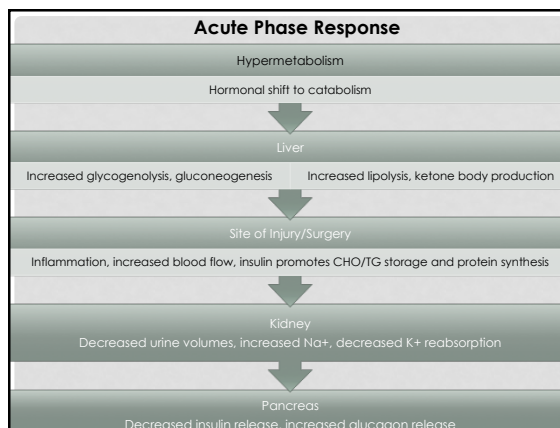 Acute Phase Response
Hypermetabolism
Hormonal shift to catabolism
Liver
Increased glycogenolysis, gluconeogenesis
Increased lipolysis, ketone body production
Site of Injury/Surgery
Inflammation, increased blood flow, insulin promotes CHO/TG storage and protein synthesis
Kidney
Decreased urine volumes, increased Na+, decreased K+ reabsorption
Pancreas
Decreased insulin release, increased glucagon release